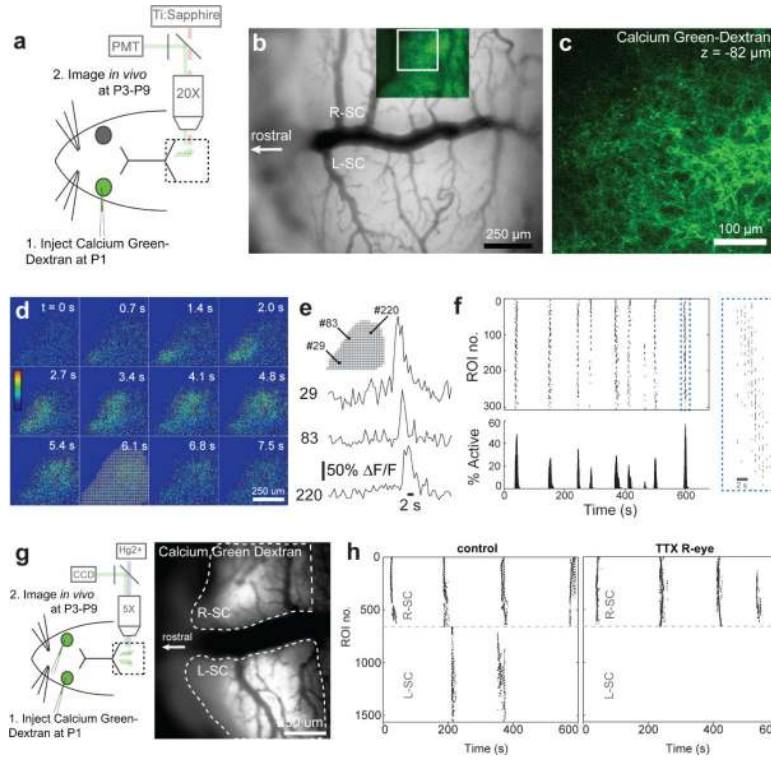 a
Ti:Sapphire
PMT
2. Image in vivo
at P3-P9
20X
1. Inject Calcium Green-
Dextran at P1
b
R-SC
rostral
L-SC
250 µm
c
Calcium Green-Dextran
z = -82 µm
100 µm
d
t = 0 s
0.7 s
1.4 s
2.0 s
2.7 s
3.4 s
4.1 s
4.8 s
5.4 s
6.1 s
6.8 s
7.5 s
250 um
e
#220
#83
#29
29
83
50% ΔF/F
220
2 s
f
ROI no.
0
100
200
300
% Active
50
0
0
200
400
600
Time (s)
2 s
g
Hg2+
CCD
2. Image in vivo
at P3-P9
5X
1. Inject Calcium Green-
Dextran at P1
Calcium Green Dextran
R-SC
rostral
L-SC
250 um
h
control
TTX R-eye
ROI no.
0
500
1000
1500
R-SC
L-SC
R-SC
L-SC
0
200
400
600
Time (s)
0
200
400
600
Time (s)